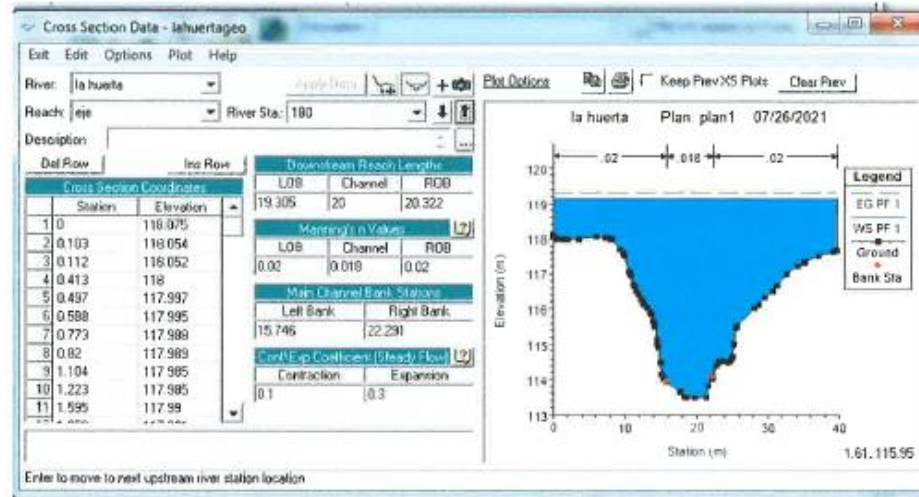 Cross Section Data - lahuertageo
Exit Edit Options Plot Help
River: la huerta
Apply Data
Plot Options
Keep Prev XS Plots
Clear Prev
Reach: eje
River Sta.: 180
Description
Del Row
Ins Row
Cross Section Coordinates
Station Elevation
1 0 118.075
2 0.103 118.054
3 0.112 118.052
4 0.413 118
5 0.497 117.997
6 0.588 117.995
7 0.773 117.988
8 0.82 117.989
9 1.104 117.985
10 1.223 117.985
11 1.595 117.99
Downstream Reach Lengths
LOB Channel ROB
19.305 20 20.322
Manning's n Values
LOB Channel ROB
0.02 0.018 0.02
Main Channel Bank Stations
Left Bank Right Bank
15.746 22.291
Cont\Exp Coefficient (Steady Flow)
Contraction Expansion
0.1 0.3
la huerta Plan: plan1 07/26/2021
.02 .018 .02
Elevation (m)
120
119
118
117
116
115
114
113
0 10 20 30 40
Station (m)
Legend
EG PF 1
WS PF 1
Ground
Bank Sta
1.61, 115.95
Enter to move to next upstream river station location